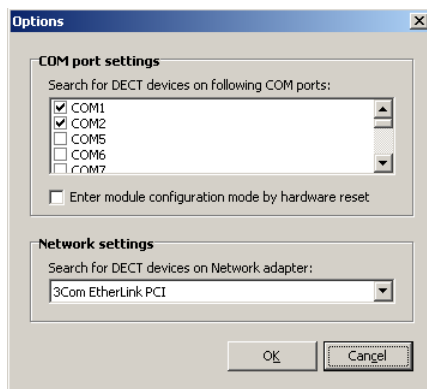 Options
COM port settings
Search for DECT devices on following COM ports:
COM1
COM2
COM5
COM6
COM7
Enter module configuration mode by hardware reset
Network settings
Search for DECT devices on Network adapter:
3Com EtherLink PCI
OK
Cancel